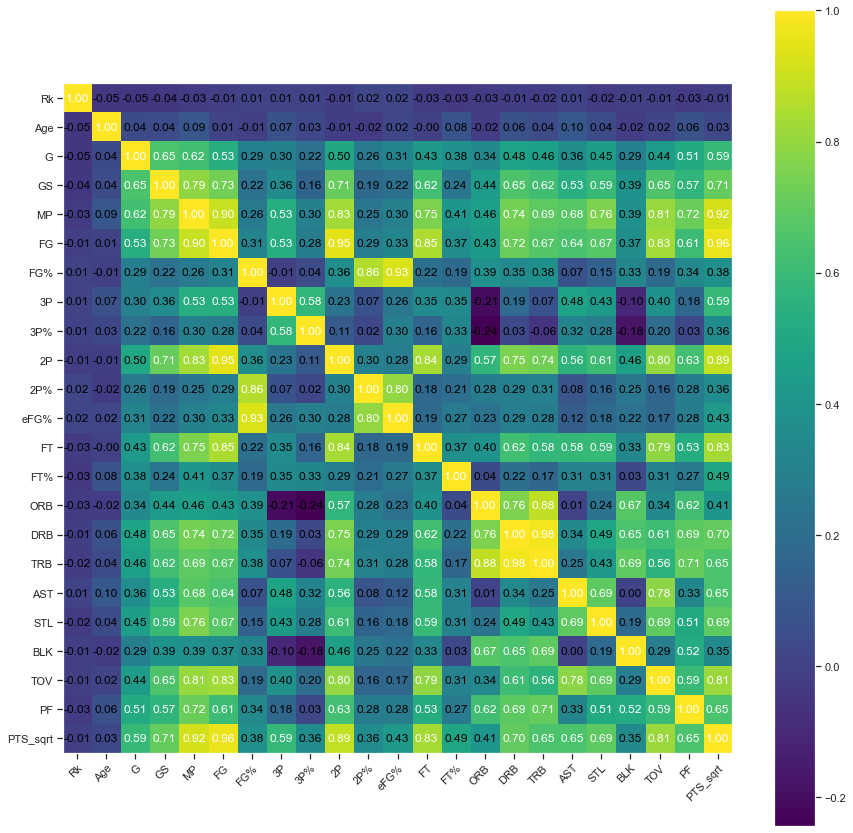 1.0
Rk 1.00 -0.05 -0.05 -0.04 -0.03 -0.01 0.01 0.01 0.01 -0.01 0.02 0.02 -0.03 -0.03 -0.03 -0.01 -0.02 0.01 -0.02 -0.01 -0.01 -0.03 -0.01
Age -0.05 1.00 0.04 0.04 0.09 0.01 -0.01 0.07 0.03 -0.01 -0.02 0.02 -0.00 0.08 -0.02 0.06 0.04 0.10 0.04 -0.02 0.02 0.06 0.03
G -0.05 0.04 1.00 0.65 0.62 0.53 0.29 0.30 0.22 0.50 0.26 0.31 0.43 0.38 0.34 0.48 0.46 0.36 0.45 0.29 0.44 0.51 0.59
0.8
GS -0.04 0.04 0.65 1.00 0.79 0.73 0.22 0.36 0.16 0.71 0.19 0.22 0.62 0.24 0.44 0.65 0.62 0.53 0.59 0.39 0.65 0.57 0.71
MP -0.03 0.09 0.62 0.79 1.00 0.90 0.26 0.53 0.30 0.83 0.25 0.30 0.75 0.41 0.46 0.74 0.69 0.68 0.76 0.39 0.81 0.72 0.92
FG -0.01 0.01 0.53 0.73 0.90 1.00 0.31 0.53 0.28 0.95 0.29 0.33 0.85 0.37 0.43 0.72 0.67 0.64 0.67 0.37 0.83 0.61 0.96
FG% 0.01 -0.01 0.29 0.22 0.26 0.31 1.00 -0.01 0.04 0.36 0.86 0.93 0.22 0.19 0.39 0.35 0.38 0.07 0.15 0.33 0.19 0.34 0.38
0.6
3P 0.01 0.07 0.30 0.36 0.53 0.53 -0.01 1.00 0.58 0.23 0.07 0.26 0.35 0.35 -0.21 0.19 0.07 0.48 0.43 -0.10 0.40 0.18 0.59
3P% 0.01 0.03 0.22 0.16 0.30 0.28 0.04 0.58 1.00 0.11 0.02 0.30 0.16 0.33 -0.24 0.03 -0.06 0.32 0.28 -0.18 0.20 0.03 0.36
2P -0.01 -0.01 0.50 0.71 0.83 0.95 0.36 0.23 0.11 1.00 0.30 0.28 0.84 0.29 0.57 0.75 0.74 0.56 0.61 0.46 0.80 0.63 0.89
2P% 0.02 -0.02 0.26 0.19 0.25 0.29 0.86 0.07 0.02 0.30 1.00 0.80 0.18 0.21 0.28 0.29 0.31 0.08 0.16 0.25 0.16 0.28 0.36
0.4
eFG% 0.02 0.02 0.31 0.22 0.30 0.33 0.93 0.26 0.30 0.28 0.80 1.00 0.19 0.27 0.23 0.29 0.28 0.12 0.18 0.22 0.17 0.28 0.43
FT -0.03 -0.00 0.43 0.62 0.75 0.85 0.22 0.35 0.16 0.84 0.18 0.19 1.00 0.37 0.40 0.62 0.58 0.58 0.59 0.33 0.79 0.53 0.83
FT% -0.03 0.08 0.38 0.24 0.41 0.37 0.19 0.35 0.33 0.29 0.21 0.27 0.37 1.00 0.04 0.22 0.17 0.31 0.31 0.03 0.31 0.27 0.49
ORB -0.03 -0.02 0.34 0.44 0.46 0.43 0.39 -0.21 -0.24 0.57 0.28 0.23 0.40 0.04 1.00 0.76 0.88 0.01 0.24 0.67 0.34 0.62 0.41
0.2
DRB -0.01 0.06 0.48 0.65 0.74 0.72 0.35 0.19 0.03 0.75 0.29 0.29 0.62 0.22 0.76 1.00 0.98 0.34 0.49 0.65 0.61 0.69 0.70
TRB -0.02 0.04 0.46 0.62 0.69 0.67 0.38 0.07 -0.06 0.74 0.31 0.28 0.58 0.17 0.88 0.98 1.00 0.25 0.43 0.69 0.56 0.71 0.65
AST 0.01 0.10 0.36 0.53 0.68 0.64 0.07 0.48 0.32 0.56 0.08 0.12 0.58 0.31 0.01 0.34 0.25 1.00 0.69 0.00 0.78 0.33 0.65
STL -0.02 0.04 0.45 0.59 0.76 0.67 0.15 0.43 0.28 0.61 0.16 0.18 0.59 0.31 0.24 0.49 0.43 0.69 1.00 0.19 0.69 0.51 0.69
BLK -0.01 -0.02 0.29 0.39 0.39 0.37 0.33 -0.10 -0.18 0.46 0.25 0.22 0.33 0.03 0.67 0.65 0.69 0.00 0.19 1.00 0.29 0.52 0.35
0.0
TOV -0.01 0.02 0.44 0.65 0.81 0.83 0.19 0.40 0.20 0.80 0.16 0.17 0.79 0.31 0.34 0.61 0.56 0.78 0.69 0.29 1.00 0.59 0.81
PF -0.03 0.06 0.51 0.57 0.72 0.61 0.34 0.18 0.03 0.63 0.28 0.28 0.53 0.27 0.62 0.69 0.71 0.33 0.51 0.52 0.59 1.00 0.65
PTS_sqrt -0.01 0.03 0.59 0.71 0.92 0.96 0.38 0.59 0.36 0.89 0.36 0.43 0.83 0.49 0.41 0.70 0.65 0.65 0.69 0.35 0.81 0.65 1.00
Rk Age G GS MP FG FG% 3P 3P% 2P 2P% eFG% FT FT% ORB DRB TRB AST STL BLK TOV PF PTS_sqrt
−0.2